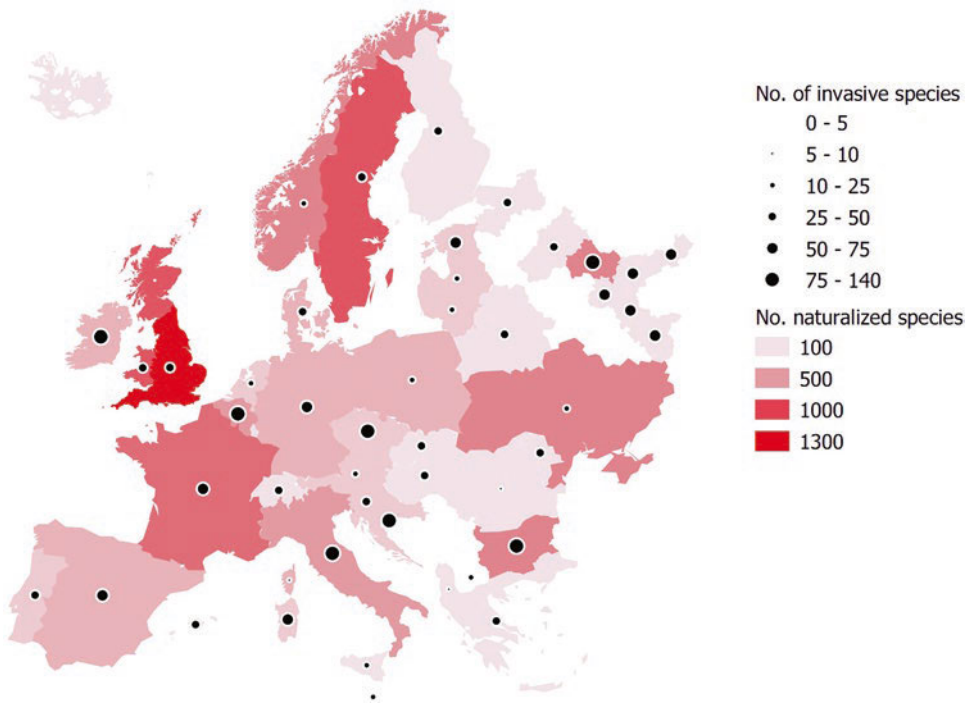 No. of invasive species
0 - 5
5 - 10
10 - 25
25 - 50
50 - 75
75 - 140
No. naturalized species
100
500
1000
1300